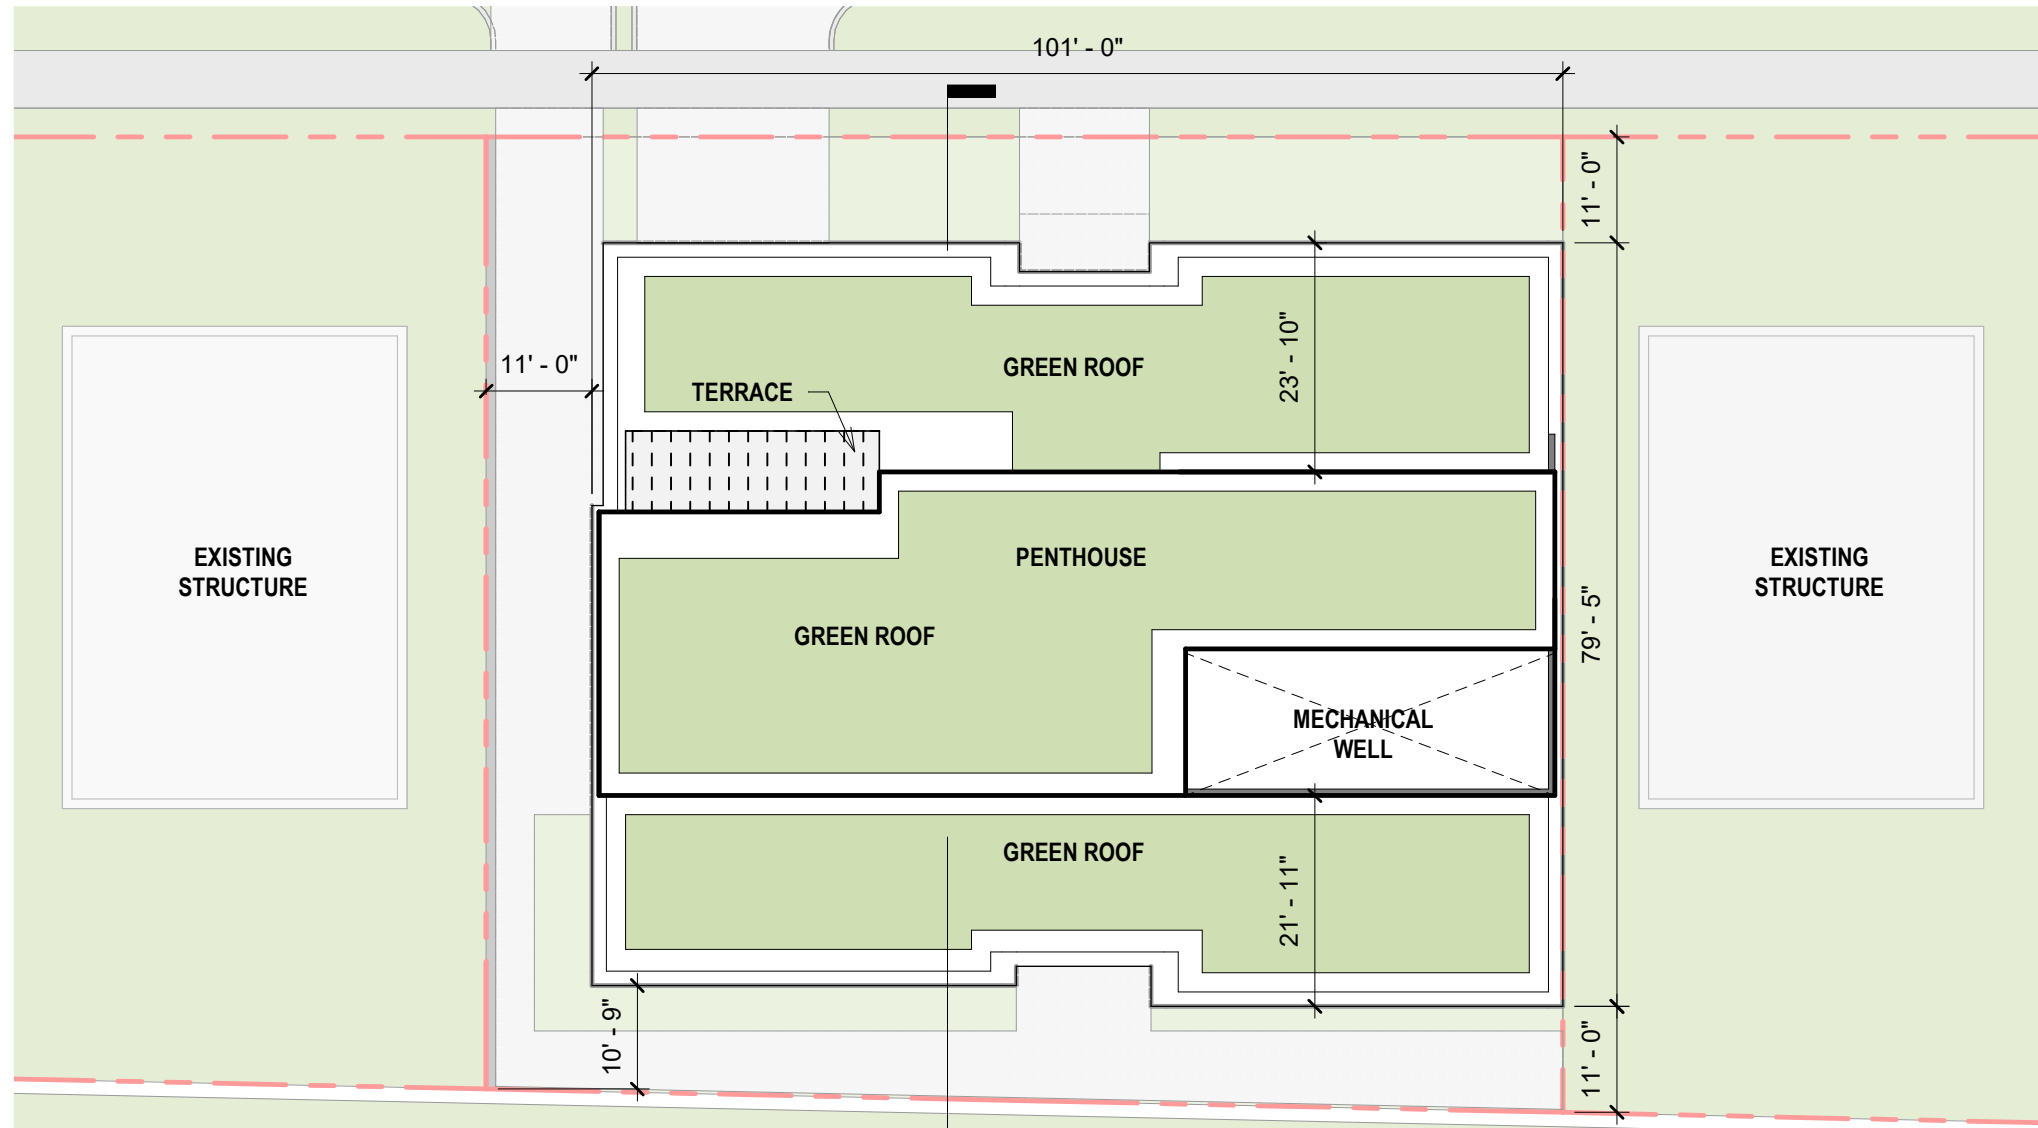 101' - 0"
11' - 0"
23' - 10"
11' - 0"
GREEN ROOF
TERRACE
EXISTING
STRUCTURE
PENTHOUSE
EXISTING
STRUCTURE
79' - 5"
GREEN ROOF
MECHANICAL
WELL
GREEN ROOF
21' - 11"
10' - 9"
11' - 0"